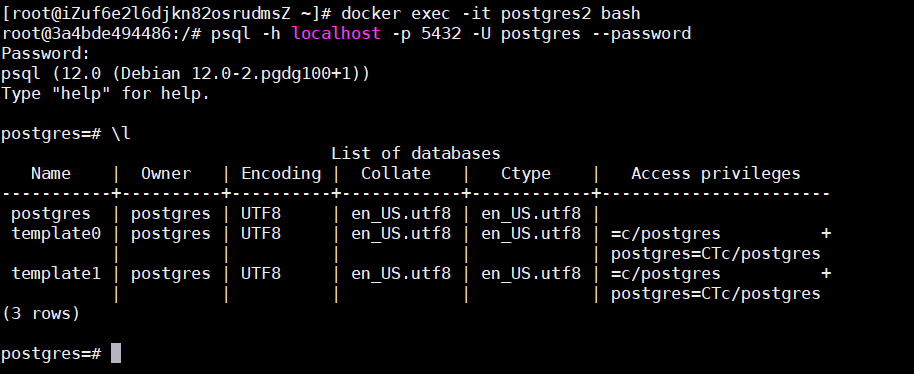 [root@iZuf6e2l6djkn82osrudmsZ ~]# docker exec -it postgres2 bash
root@3a4bde494486:/# psql -h localhost -p 5432 -U postgres --password
Password:
psql (12.0 (Debian 12.0-2.pgdg100+1))
Type "help" for help.

postgres=# \l
                                 List of databases
   Name    |  Owner   | Encoding |  Collate   |   Ctype    |   Access privileges
-----------+----------+----------+------------+------------+-----------------------
 postgres  | postgres | UTF8     | en_US.utf8 | en_US.utf8 |
 template0 | postgres | UTF8     | en_US.utf8 | en_US.utf8 | =c/postgres          +
           |          |          |            |            | postgres=CTc/postgres
 template1 | postgres | UTF8     | en_US.utf8 | en_US.utf8 | =c/postgres          +
           |          |          |            |            | postgres=CTc/postgres
(3 rows)

postgres=#